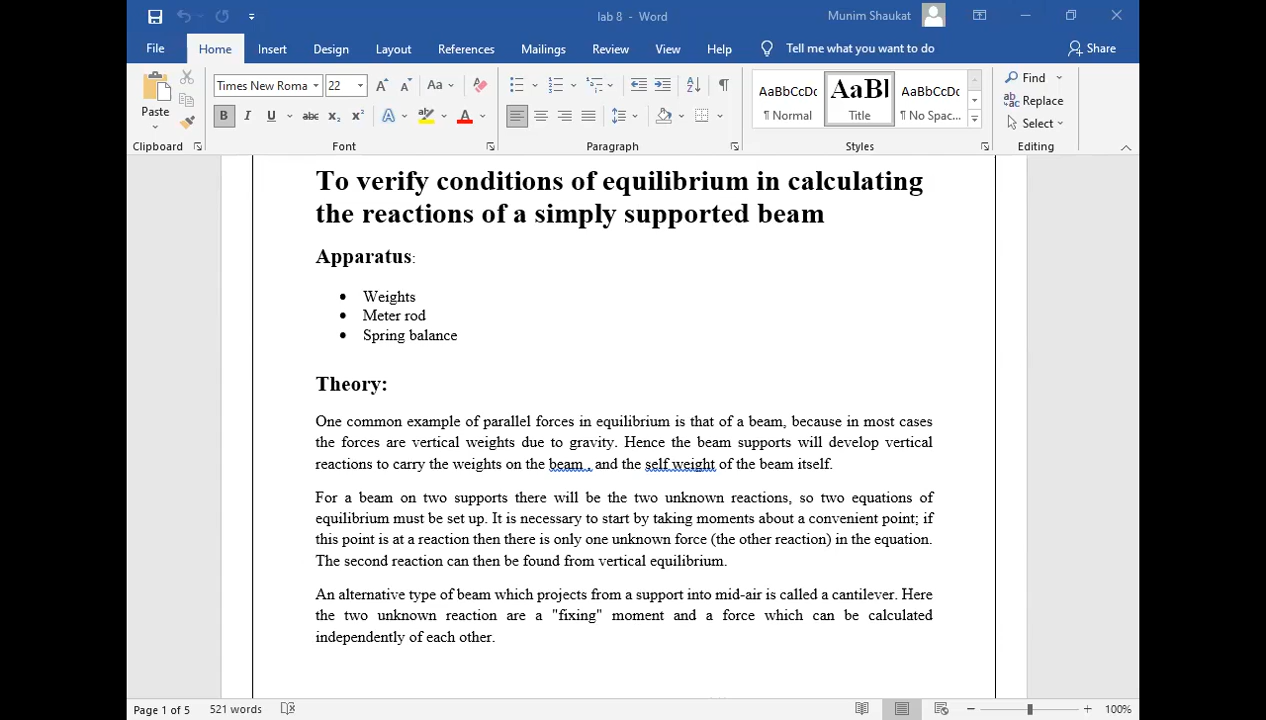 lab 8 - Word
Munim Shaukat
File Home Insert Design Layout References Mailings Review View Help Tell me what you want to do Share
Paste
Clipboard
Times New Roma 22
Aa
B I U abc x₂ x² A A
Font
Paragraph
AaBbCcDc AaBl AaBbCcDc
¶ Normal Title ¶ No Spac...
Styles
Find
Replace
Select
Editing
To verify conditions of equilibrium in calculating
the reactions of a simply supported beam
Apparatus:
• Weights
• Meter rod
• Spring balance
Theory:
One common example of parallel forces in equilibrium is that of a beam, because in most cases
the forces are vertical weights due to gravity. Hence the beam supports will develop vertical
reactions to carry the weights on the beam , and the self weight of the beam itself.
For a beam on two supports there will be the two unknown reactions, so two equations of
equilibrium must be set up. It is necessary to start by taking moments about a convenient point; if
this point is at a reaction then there is only one unknown force (the other reaction) in the equation.
The second reaction can then be found from vertical equilibrium.
An alternative type of beam which projects from a support into mid-air is called a cantilever. Here
the two unknown reaction are a "fixing" moment and a force which can be calculated
independently of each other.
Page 1 of 5 521 words 100%